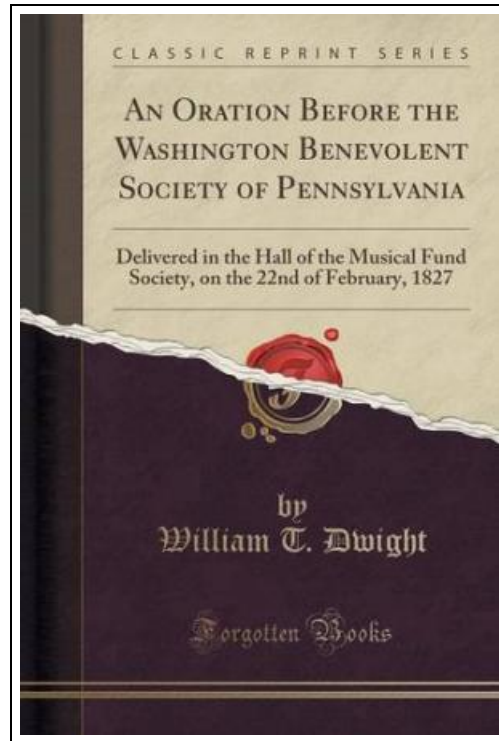 CLASSIC REPRINT SERIES
AN ORATION BEFORE THE
WASHINGTON BENEVOLENT
SOCIETY OF PENNSYLVANIA
Delivered in the Hall of the Musical Fund
Society, on the 22nd of February, 1827
by
William T. Dwight
Forgotten Books